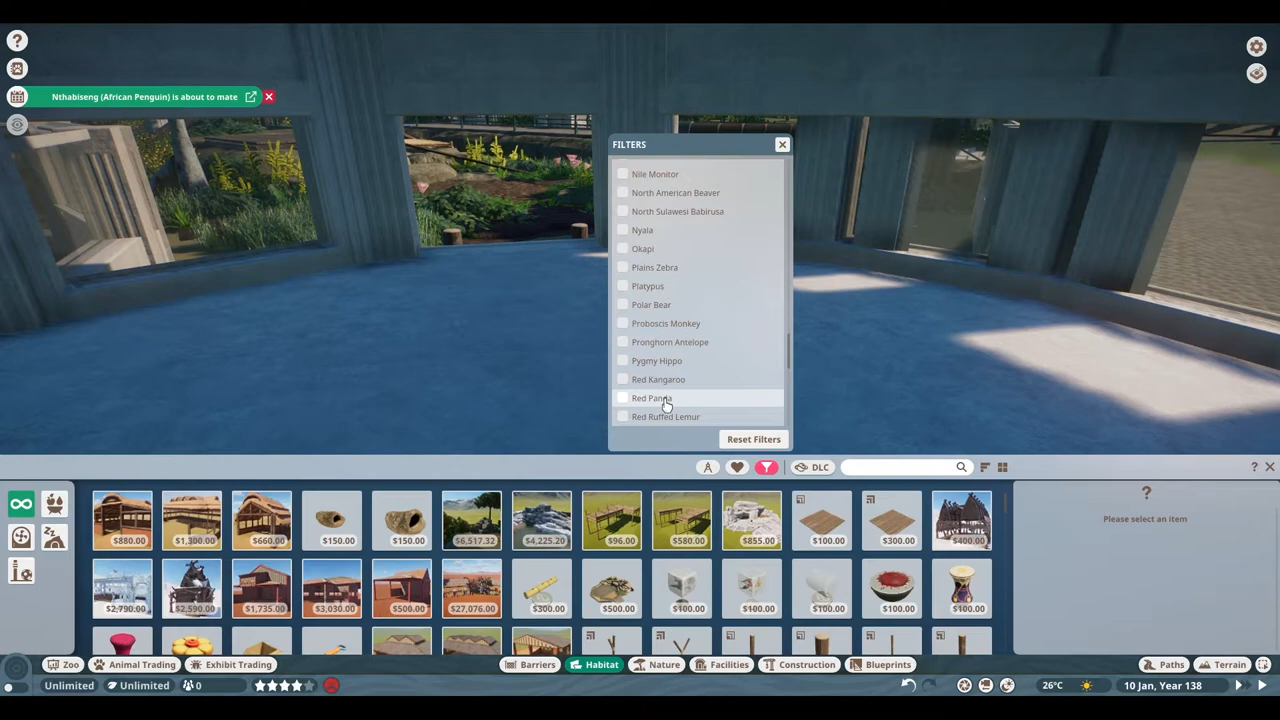 ?
Nthabiseng (African Penguin) is about to mate
FILTERS
Nile Monitor
North American Beaver
North Sulawesi Babirusa
Nyala
Okapi
Plains Zebra
Platypus
Polar Bear
Proboscis Monkey
Pronghorn Antelope
Pygmy Hippo
Red Kangaroo
Red Panda
Red Ruffed Lemur
Reset Filters
DLC
?
?
Please select an item
$880.00 $1,300.00 $660.00 $150.00 $150.00 $6,517.32 $4,225.20 $96.00 $580.00 $855.00 $100.00 $300.00 $400.00
$2,790.00 $2,590.00 $1,735.00 $3,030.00 $500.00 $27,076.00 $300.00 $500.00 $100.00 $100.00 $100.00 $100.00 $100.00
Zoo Animal Trading Exhibit Trading Barriers Habitat Nature Facilities Construction Blueprints Paths Terrain
Unlimited Unlimited 0 26°C 10 Jan, Year 138